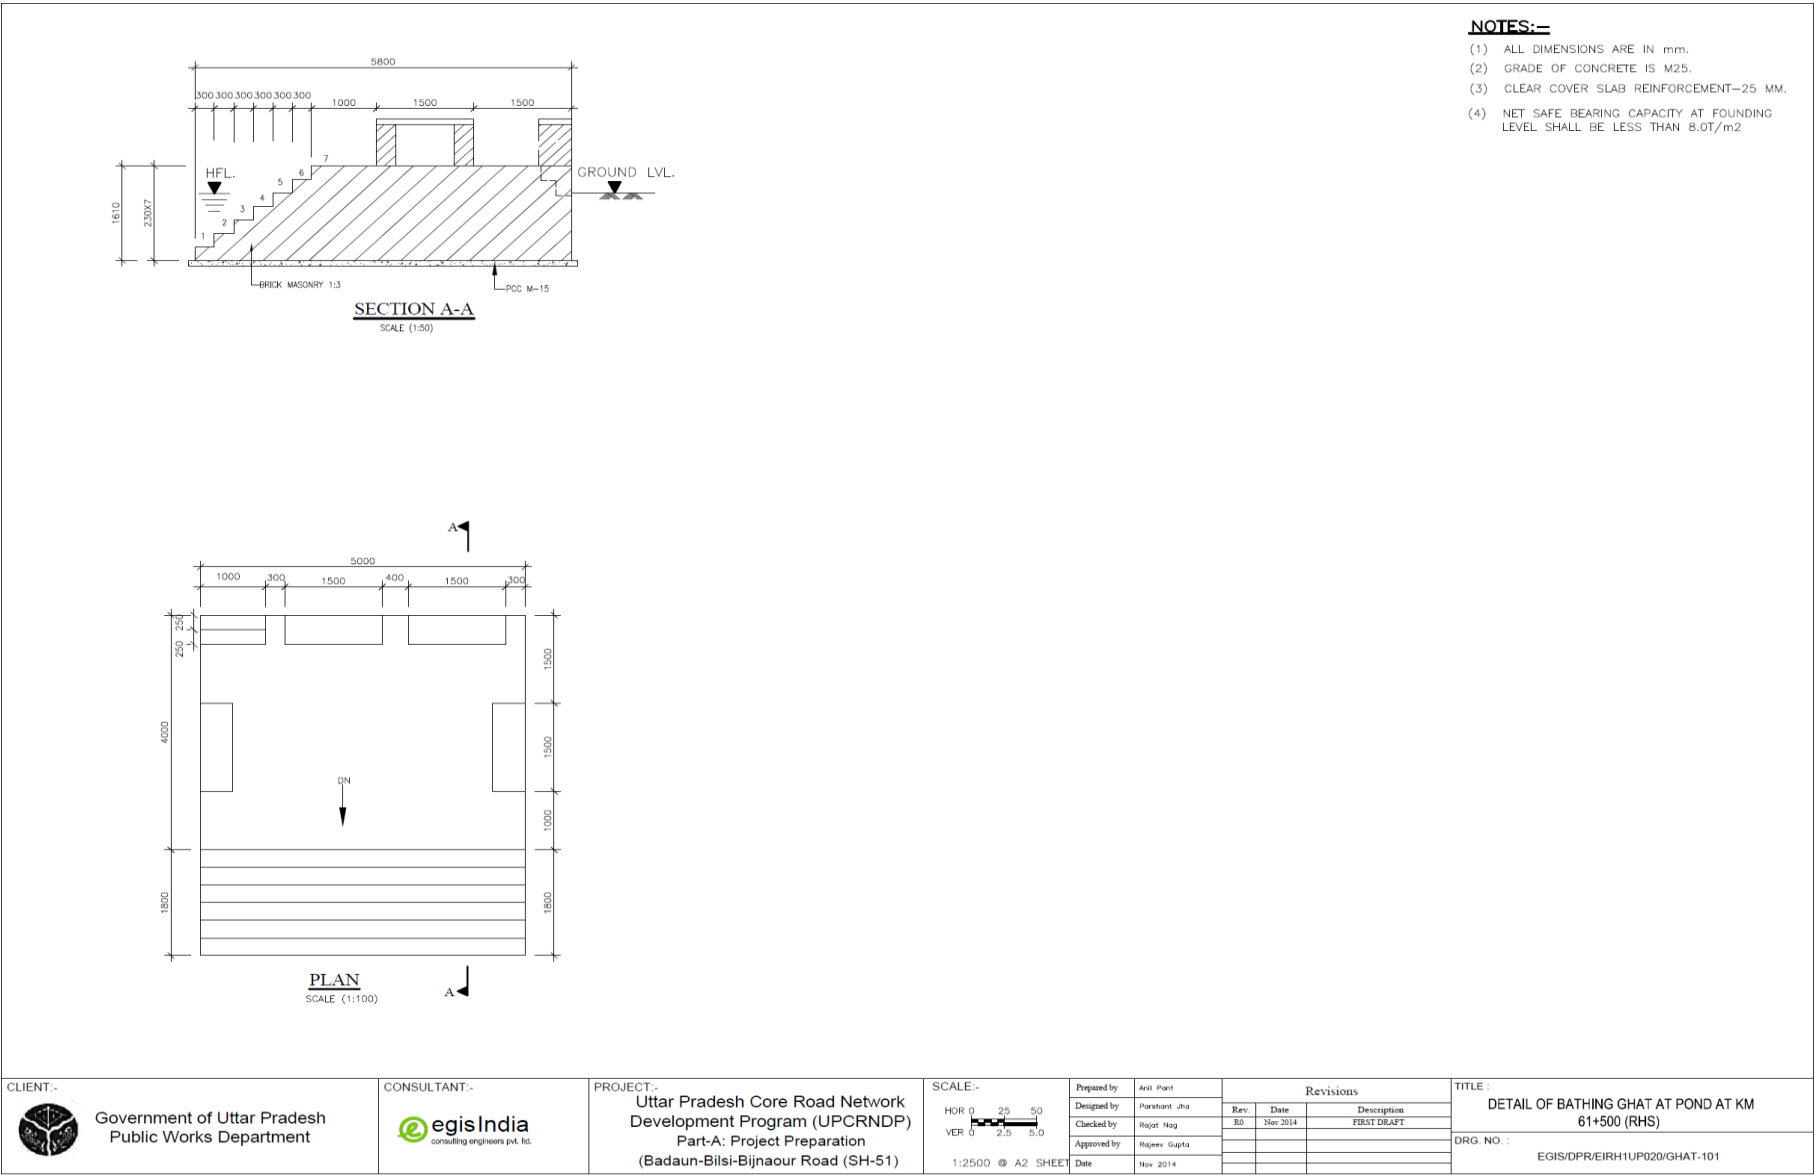 NOTES:-
(1) ALL DIMENSIONS ARE IN mm.
(2) GRADE OF CONCRETE IS M25.
(3) CLEAR COVER SLAB REINFORCEMENT-25 MM.
(4) NET SAFE BEARING CAPACITY AT FOUNDING
LEVEL SHALL BE LESS THAN 8.0T/m2
5800
300 300 300 300 300 300 1000 1500 1500
HFL.
GROUND LVL.
1 2 3 4 5 6 7
1610
230X7
BRICK MASONRY 1:3
PCC M-15
SECTION A-A
SCALE (1:50)
A
5000
1000 300 1500 400 1500 300
250
250
4000
1800
1500
1500
1000
1800
DN
PLAN
SCALE (1:100)
A
CLIENT:-
Government of Uttar Pradesh
Public Works Department
CONSULTANT:-
egis India
consulting engineers pvt. ltd.
PROJECT:-
Uttar Pradesh Core Road Network
Development Program (UPCRNDP)
Part-A: Project Preparation
(Badaun-Bilsi-Bijnaour Road (SH-51)
SCALE:-
HOR 0 25 50
VER 0 2.5 5.0
1:2500 @ A2 SHEET
Prepared by Anil Pant
Designed by Parshant Jha
Checked by Rajat Nag
Approved by Rajeev Gupta
Date Nov 2014
Revisions
Rev. Date Description
R0 Nov 2014 FIRST DRAFT
TITLE :
DETAIL OF BATHING GHAT AT POND AT KM
61+500 (RHS)
DRG. NO. :
EGIS/DPR/EIRH1UP020/GHAT-101